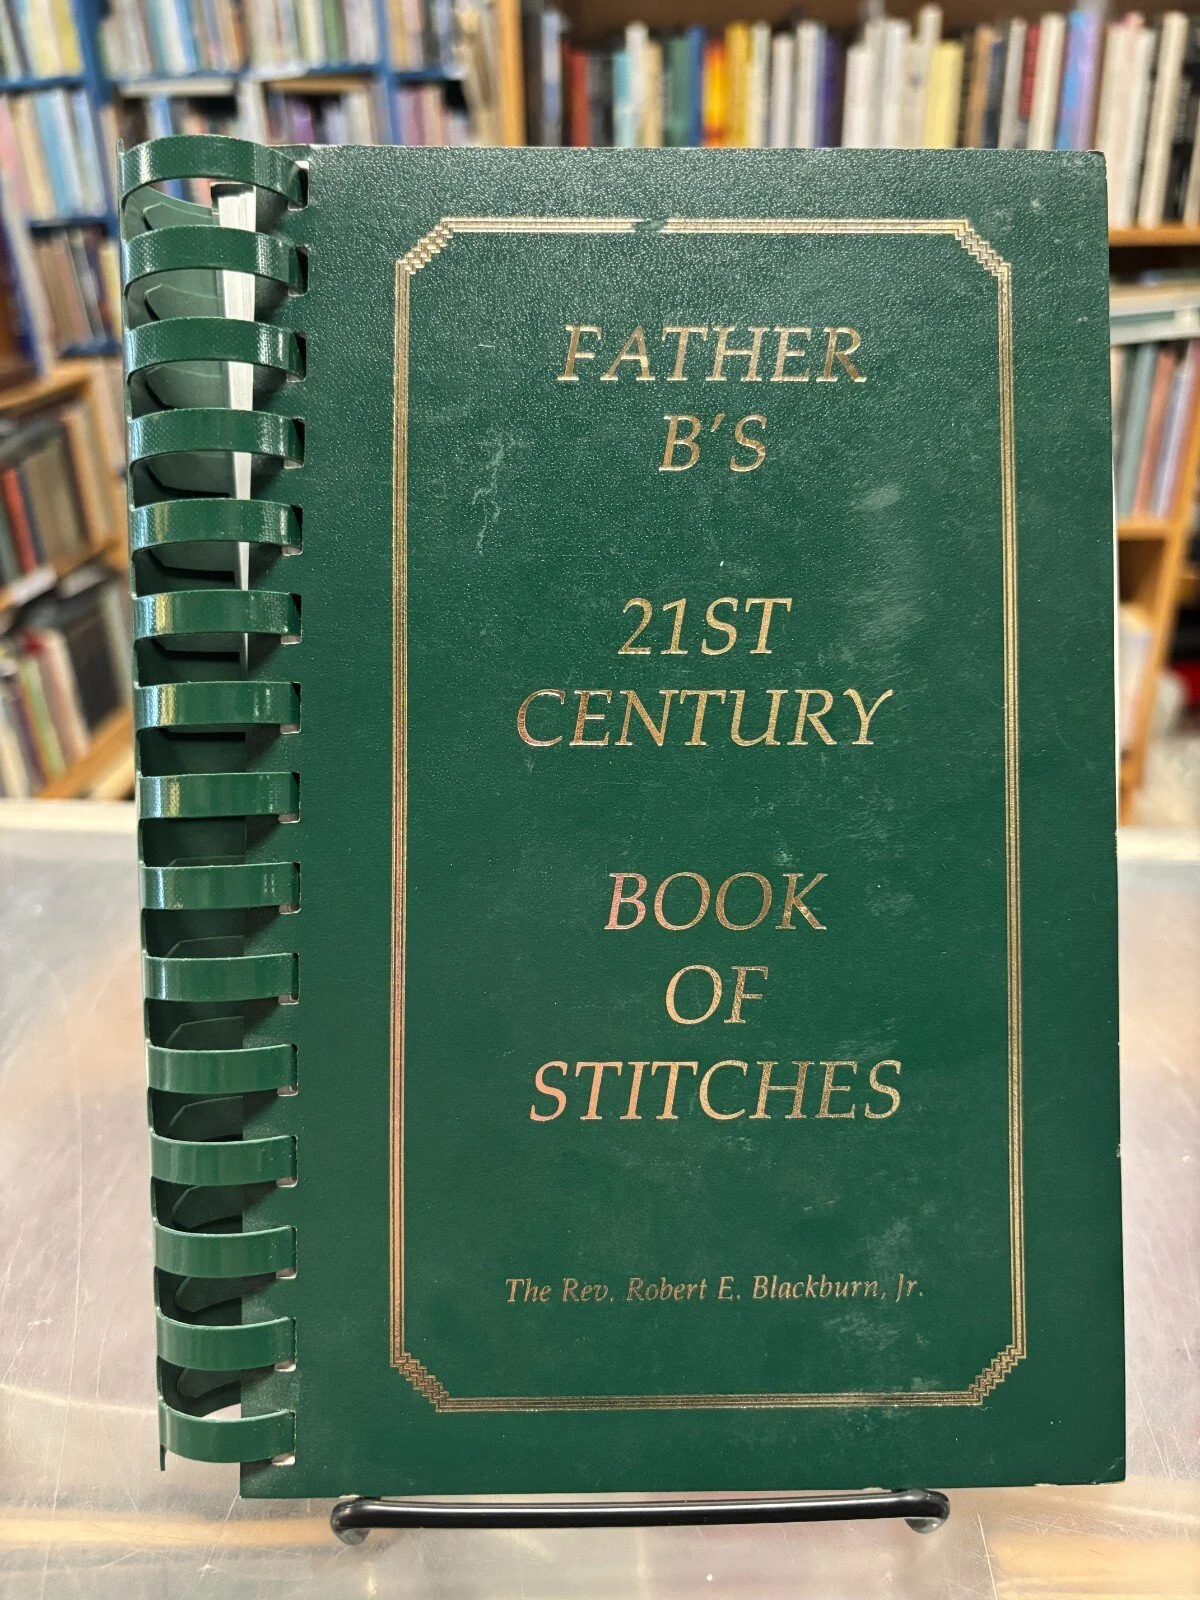 FATHER
B'S
21ST
CENTURY
BOOK
OF
STITCHES
The Rev. Robert E. Blackburn, Jr.